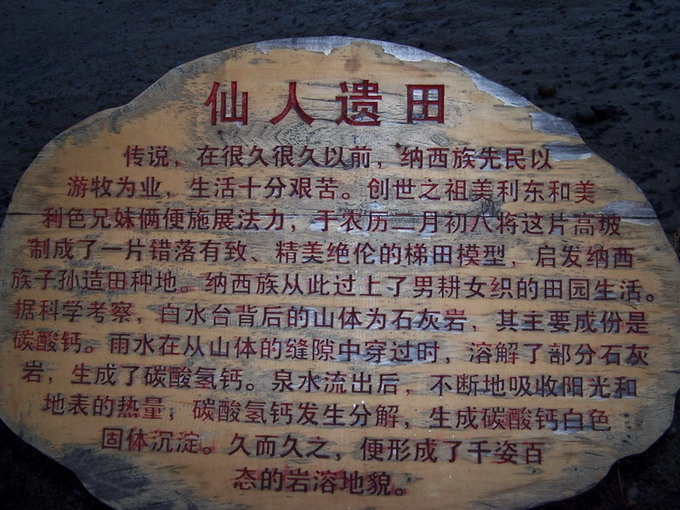 仙人遗田
传说，在很久很久以前，纳西族先民以
游牧为业，生活十分艰苦。创世之祖美利东和美
利色兄妹俩便施展法力，于农历二月初八将这片高坡
制成了一片错落有致、精美绝伦的梯田模型，启发纳西
族子孙造田种地。纳西族从此过上了男耕女织的田园生活。
据科学考察，白水台背后的山体为石灰岩，其主要成份是
碳酸钙。雨水在从山体的缝隙中穿过时，溶解了部分石灰
岩，生成了碳酸氢钙。泉水流出后，不断地吸收阳光和
地表的热量，碳酸氢钙发生分解，生成碳酸钙白色
固体沉淀。久而久之，便形成了千姿百
态的岩溶地貌。